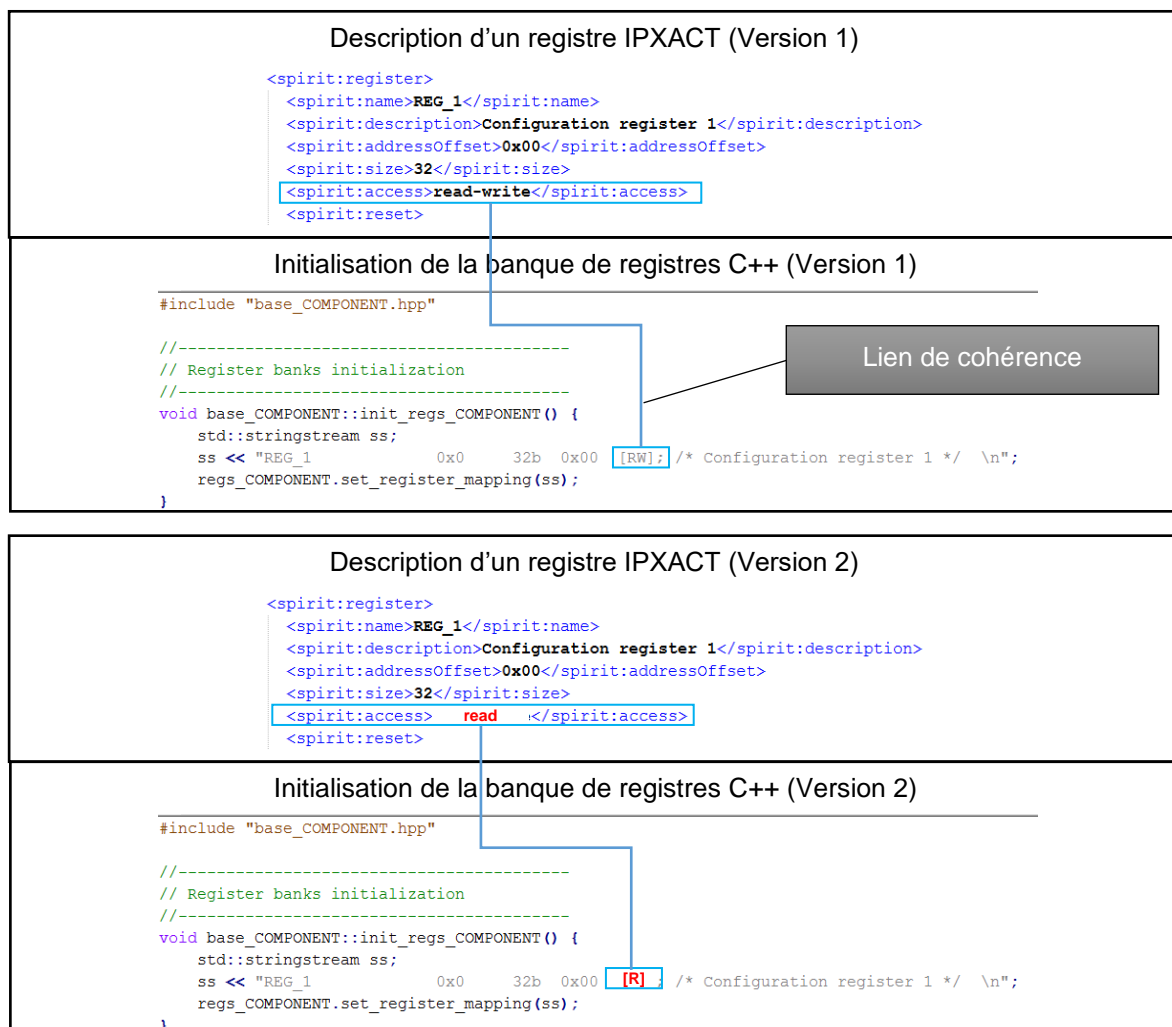 Description d’un registre IPXACT (Version 1)
<spirit:register>
<spirit:name>REG_1</spirit:name>
<spirit:description>Configuration register 1</spirit:description>
<spirit:addressOffset>0x00</spirit:addressOffset>
<spirit:size>32</spirit:size>
<spirit:access>read-write</spirit:access>
<spirit:reset>
Initialisation de la banque de registres C++ (Version 1)
#include "base_COMPONENT.hpp"
//-----------------------------------------
// Register banks initialization
//-----------------------------------------
Lien de cohérence
void base_COMPONENT::init_regs_COMPONENT() {
std::stringstream ss;
ss << "REG_1 0x0 32b 0x00 [RW]; /* Configuration register 1 */ \n";
regs_COMPONENT.set_register_mapping(ss);
}
Description d’un registre IPXACT (Version 2)
<spirit:register>
<spirit:name>REG_1</spirit:name>
<spirit:description>Configuration register 1</spirit:description>
<spirit:addressOffset>0x00</spirit:addressOffset>
<spirit:size>32</spirit:size>
<spirit:access> read </spirit:access>
<spirit:reset>
Initialisation de la banque de registres C++ (Version 2)
#include "base_COMPONENT.hpp"
//-----------------------------------------
// Register banks initialization
//-----------------------------------------
void base_COMPONENT::init_regs_COMPONENT() {
std::stringstream ss;
ss << "REG_1 0x0 32b 0x00 [R] ; /* Configuration register 1 */ \n";
regs_COMPONENT.set_register_mapping(ss);
}